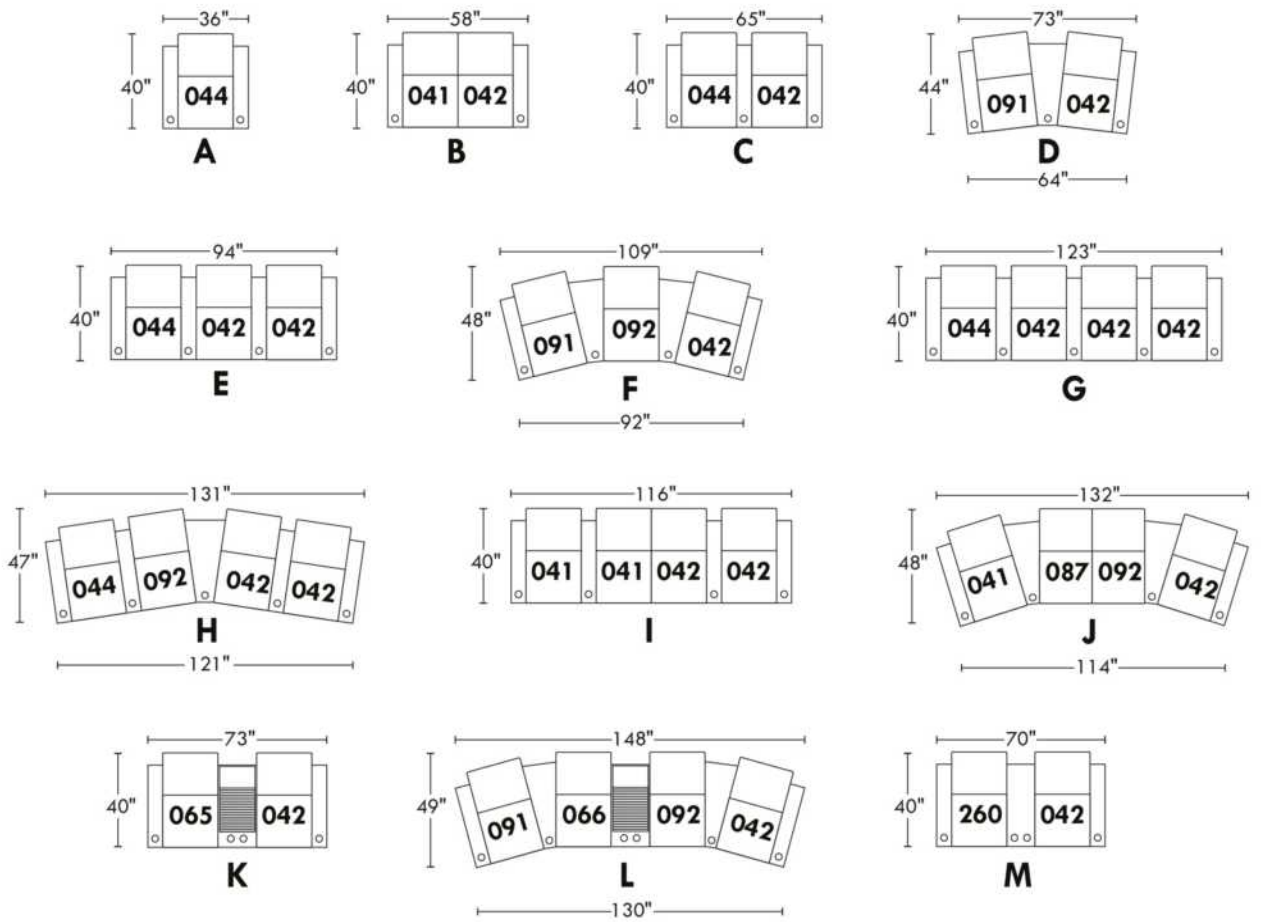 36"
40"
044
A
58"
40"
041 042
B
65"
40"
044 042
C
73"
44"
091 042
D
64"
94"
40"
044 042 042
E
109"
48"
091 092 042
F
92"
123"
40"
044 042 042 042
G
131"
47"
044 092 042 042
H
121"
116"
40"
041 041 042 042
I
132"
48"
041 087 092 042
J
114"
73"
40"
065 042
K
148"
49"
091 066 092 042
L
130"
70"
40"
260 042
M